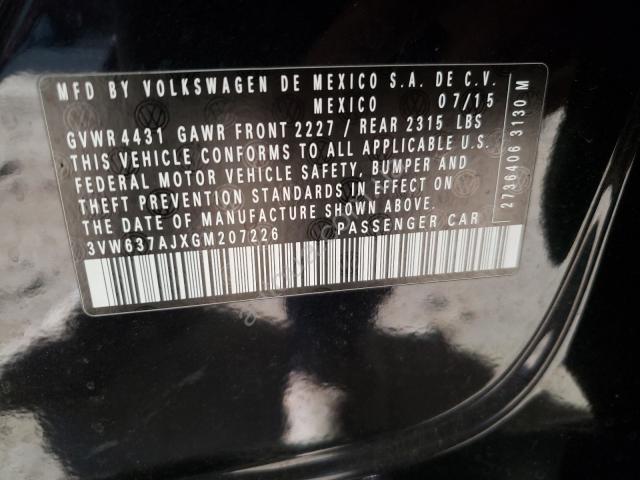 MFD BY VOLKSWAGEN DE MEXICO S.A. DE C.V.
MEXICO 07/15
GVWR 4431 GAWR FRONT 2227 / REAR 2315 LBS
THIS VEHICLE CONFORMS TO ALL APPLICABLE U.S.
FEDERAL MOTOR VEHICLE SAFETY, BUMPER AND
THEFT PREVENTION STANDARDS IN EFFECT ON
THE DATE OF MANUFACTURE SHOWN ABOVE.
3VW637AJXGM207226 PASSENGER CAR
2736406 3130 M